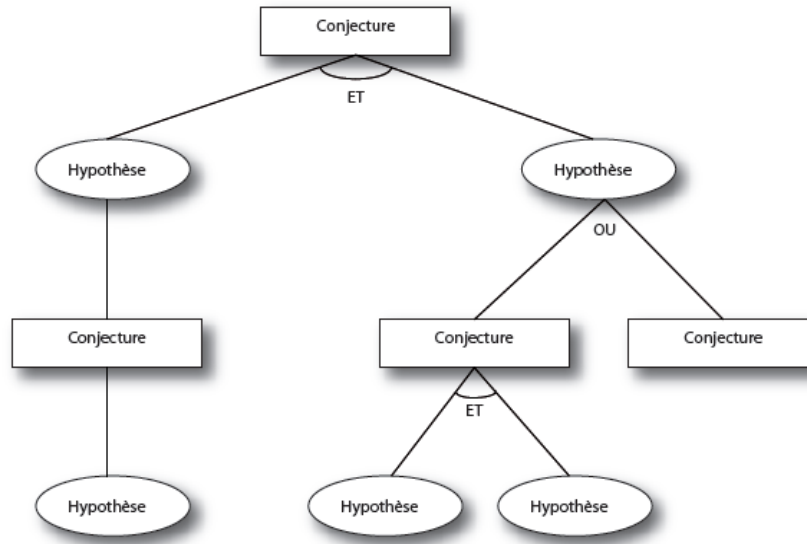 Conjecture
ET
Hypothèse
Hypothèse
OU
Conjecture
Conjecture
Conjecture
ET
Hypothèse
Hypothèse
Hypothèse